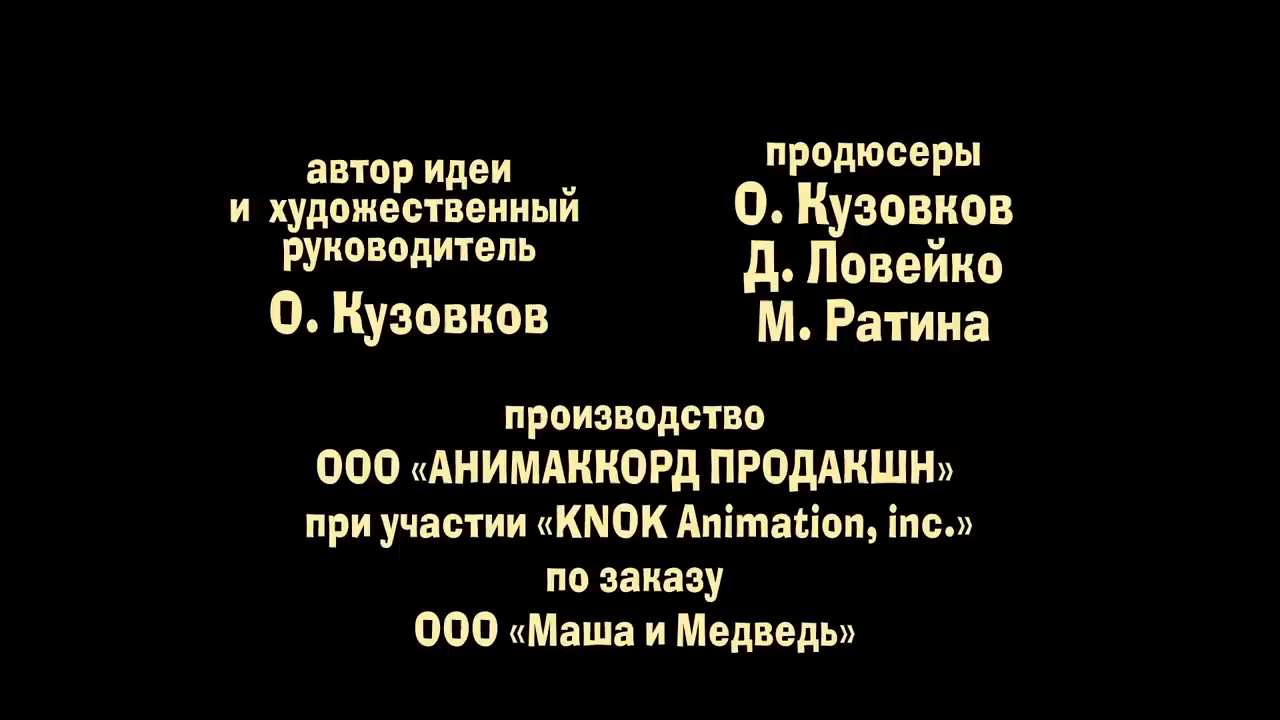 автор идеи
и художественный
руководитель
О. Кузовков
продюсеры
О. Кузовков
Д. Ловейко
М. Ратина
производство
ООО «АНИМАККОРД ПРОДАКШН»
при участии «KNOK Animation, inc.»
по заказу
ООО «Маша и Медведь»